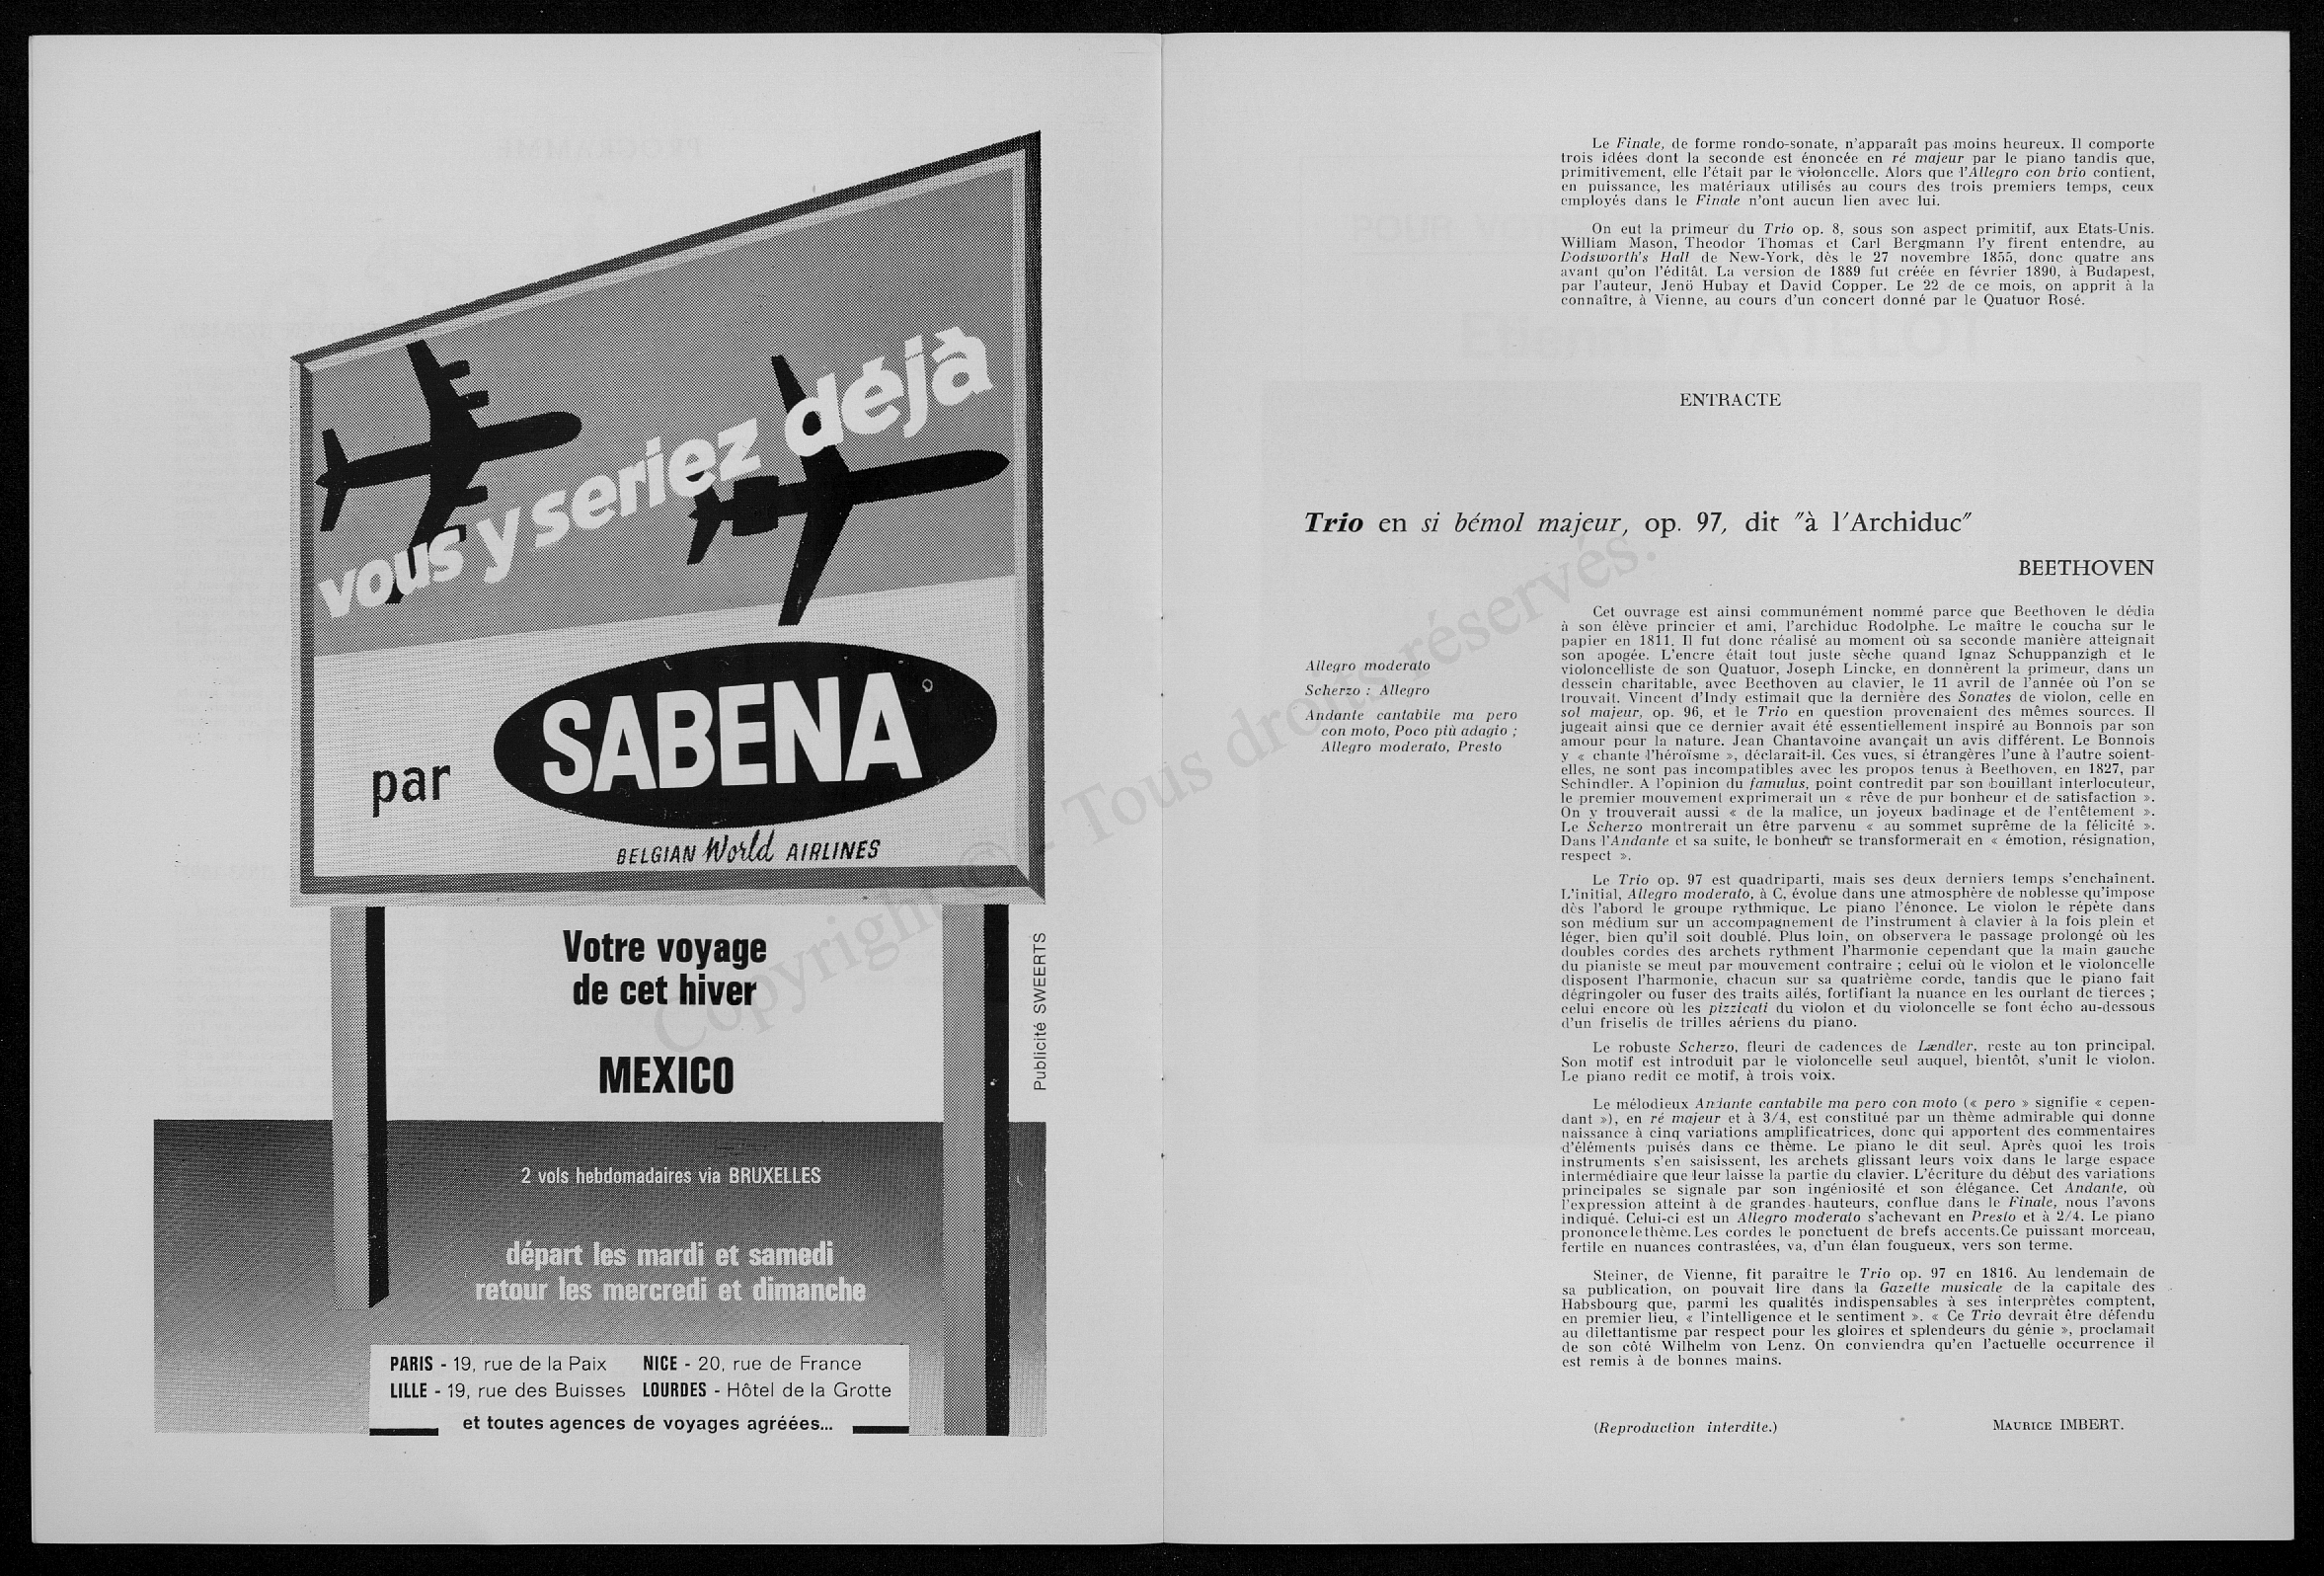 vous y seriez déjà
par SABENA
BELGIAN World AIRLINES
Votre voyage
de cet hiver
MEXICO
Publicité SWEERTS
2 vols hebdomadaires via BRUXELLES
départ les mardi et samedi
retour les mercredi et dimanche
PARIS - 19, rue de la Paix NICE - 20, rue de France
LILLE - 19, rue des Buisses LOURDES - Hôtel de la Grotte
et toutes agences de voyages agréées...
Le Finale, de forme rondo-sonate, n'apparaît pas moins heureux. Il comporte
trois idées dont la seconde est énoncée en ré majeur par le piano tandis que,
primitivement, elle l'était par le violoncelle. Alors que l'Allegro con brio contient,
en puissance, les matériaux utilisés au cours des trois premiers temps, ceux
employés dans le Finale n'ont aucun lien avec lui.
On eut la primeur du Trio op. 8, sous son aspect primitif, aux Etats-Unis.
William Mason, Theodor Thomas et Carl Bergmann l'y firent entendre, au
Dodsworth's Hall de New-York, dès le 27 novembre 1855, donc quatre ans
avant qu'on l'éditât. La version de 1889 fut créée en février 1890, à Budapest,
par l'auteur, Jenö Hubay et David Copper. Le 22 de ce mois, on apprit à la
connaître, à Vienne, au cours d'un concert donné par le Quatuor Rosé.
ENTRACTE
Trio en si bémol majeur, op. 97, dit "à l'Archiduc"
BEETHOVEN
Allegro moderato
Scherzo : Allegro
Andante cantabile ma pero
con moto, Poco più adagio ;
Allegro moderato, Presto
Cet ouvrage est ainsi communément nommé parce que Beethoven le dédia
à son élève princier et ami, l'archiduc Rodolphe. Le maître le coucha sur le
papier en 1811. Il fut donc réalisé au moment où sa seconde manière atteignait
son apogée. L'encre était tout juste sèche quand Ignaz Schuppanzigh et le
violoncelliste de son Quatuor, Joseph Lincke, en donnèrent la primeur, dans un
dessein charitable, avec Beethoven au clavier, le 11 avril de l'année où l'on se
trouvait. Vincent d'Indy estimait que la dernière des Sonates de violon, celle en
sol majeur, op. 96, et le Trio en question provenaient des mêmes sources. Il
jugeait ainsi que ce dernier avait été essentiellement inspiré au Bonnois par son
amour pour la nature. Jean Chantavoine avançait un avis différent. Le Bonnois
y « chante l'héroïsme », déclarait-il. Ces vues, si étrangères l'une à l'autre soient-
elles, ne sont pas incompatibles avec les propos tenus à Beethoven, en 1827, par
Schindler. A l'opinion du famulus, point contredit par son bouillant interlocuteur,
le premier mouvement exprimerait un « rêve de pur bonheur et de satisfaction ».
On y trouverait aussi « de la malice, un joyeux badinage et de l'entêtement ».
Le Scherzo montrerait un être parvenu « au sommet suprême de la félicité ».
Dans l'Andante et sa suite, le bonheur se transformerait en « émotion, résignation,
respect ».
Le Trio op. 97 est quadriparti, mais ses deux derniers temps s'enchaînent.
L'initial, Allegro moderato, à C, évolue dans une atmosphère de noblesse qu'impose
dès l'abord le groupe rythmique. Le piano l'énonce. Le violon le répète dans
son médium sur un accompagnement de l'instrument à clavier à la fois plein et
léger, bien qu'il soit doublé. Plus loin, on observera le passage prolongé où les
doubles cordes des archets rythment l'harmonie cependant que la main gauche
du pianiste se meut par mouvement contraire ; celui où le violon et le violoncelle
disposent l'harmonie, chacun sur sa quatrième corde, tandis que le piano fait
dégringoler ou fuser des traits ailés, fortifiant la nuance en les ourlant de tierces ;
celui encore où les pizzicati du violon et du violoncelle se font écho au-dessous
d'un friselis de trilles aériens du piano.
Le robuste Scherzo, fleuri de cadences de Lændler, reste au ton principal.
Son motif est introduit par le violoncelle seul auquel, bientôt, s'unit le violon.
Le piano redit ce motif, à trois voix.
Le mélodieux Andante cantabile ma pero con moto (« pero » signifie « cepen-
dant »), en ré majeur et à 3/4, est constitué par un thème admirable qui donne
naissance à cinq variations amplificatrices, donc qui apportent des commentaires
d'éléments puisés dans ce thème. Le piano le dit seul. Après quoi les trois
instruments s'en saisissent, les archets glissant leurs voix dans le large espace
intermédiaire que leur laisse la partie du clavier. L'écriture du début des variations
principales se signale par son ingéniosité et son élégance. Cet Andante, où
l'expression atteint à de grandes hauteurs, conflue dans le Finale, nous l'avons
indiqué. Celui-ci est un Allegro moderato s'achevant en Presto et à 2/4. Le piano
prononce le thème. Les cordes le ponctuent de brefs accents. Ce puissant morceau,
fertile en nuances contrastées, va, d'un élan fougueux, vers son terme.
Steiner, de Vienne, fit paraître le Trio op. 97 en 1816. Au lendemain de
sa publication, on pouvait lire dans la Gazette musicale de la capitale des
Habsbourg que, parmi les qualités indispensables à ses interprètes comptent,
en premier lieu, « l'intelligence et le sentiment ». « Ce Trio devrait être défendu
au dilettantisme par respect pour les gloires et splendeurs du génie », proclamait
de son côté Wilhelm von Lenz. On conviendra qu'en l'actuelle occurrence il
est remis à de bonnes mains.
(Reproduction interdite.) MAURICE IMBERT.
Copyright © - Tous droits réservés.